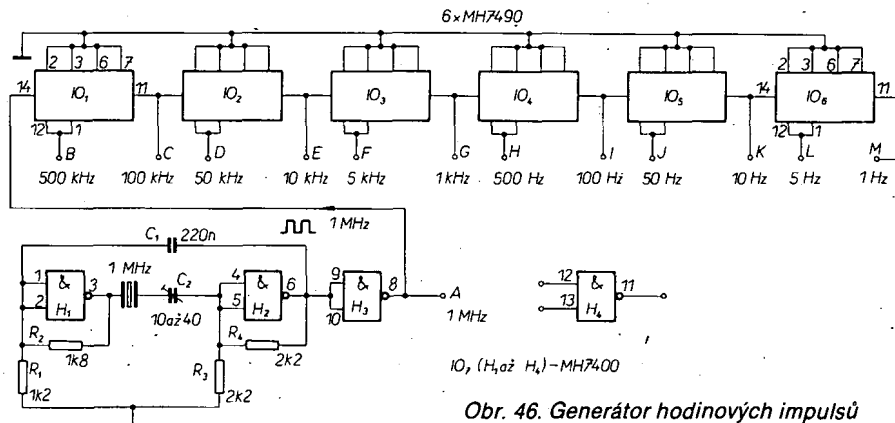 6xMH7490
2 3 6 7
2 3 6 7
14 IO1 11 IO2 IO3 IO4 IO5 14 IO6 11
12 1
12 1
B C D E F G H I J K L M
500 kHz 100 kHz 50 kHz 10 kHz 5 kHz 1 kHz 500 Hz 100 Hz 50 Hz 10 Hz 5 Hz 1 Hz
1 MHz
C1 220n
1 MHz C2
1 2 & H1 3
4 5 & H2 6
9 10 & H3 8 A
12 13 & H4 11
10až40
1 MHz
R2 1k8
R4 2k2
R1 1k2
R3 2k2
IO7 (H1až H4)-MH7400
Obr. 46. Generátor hodinových impulsů